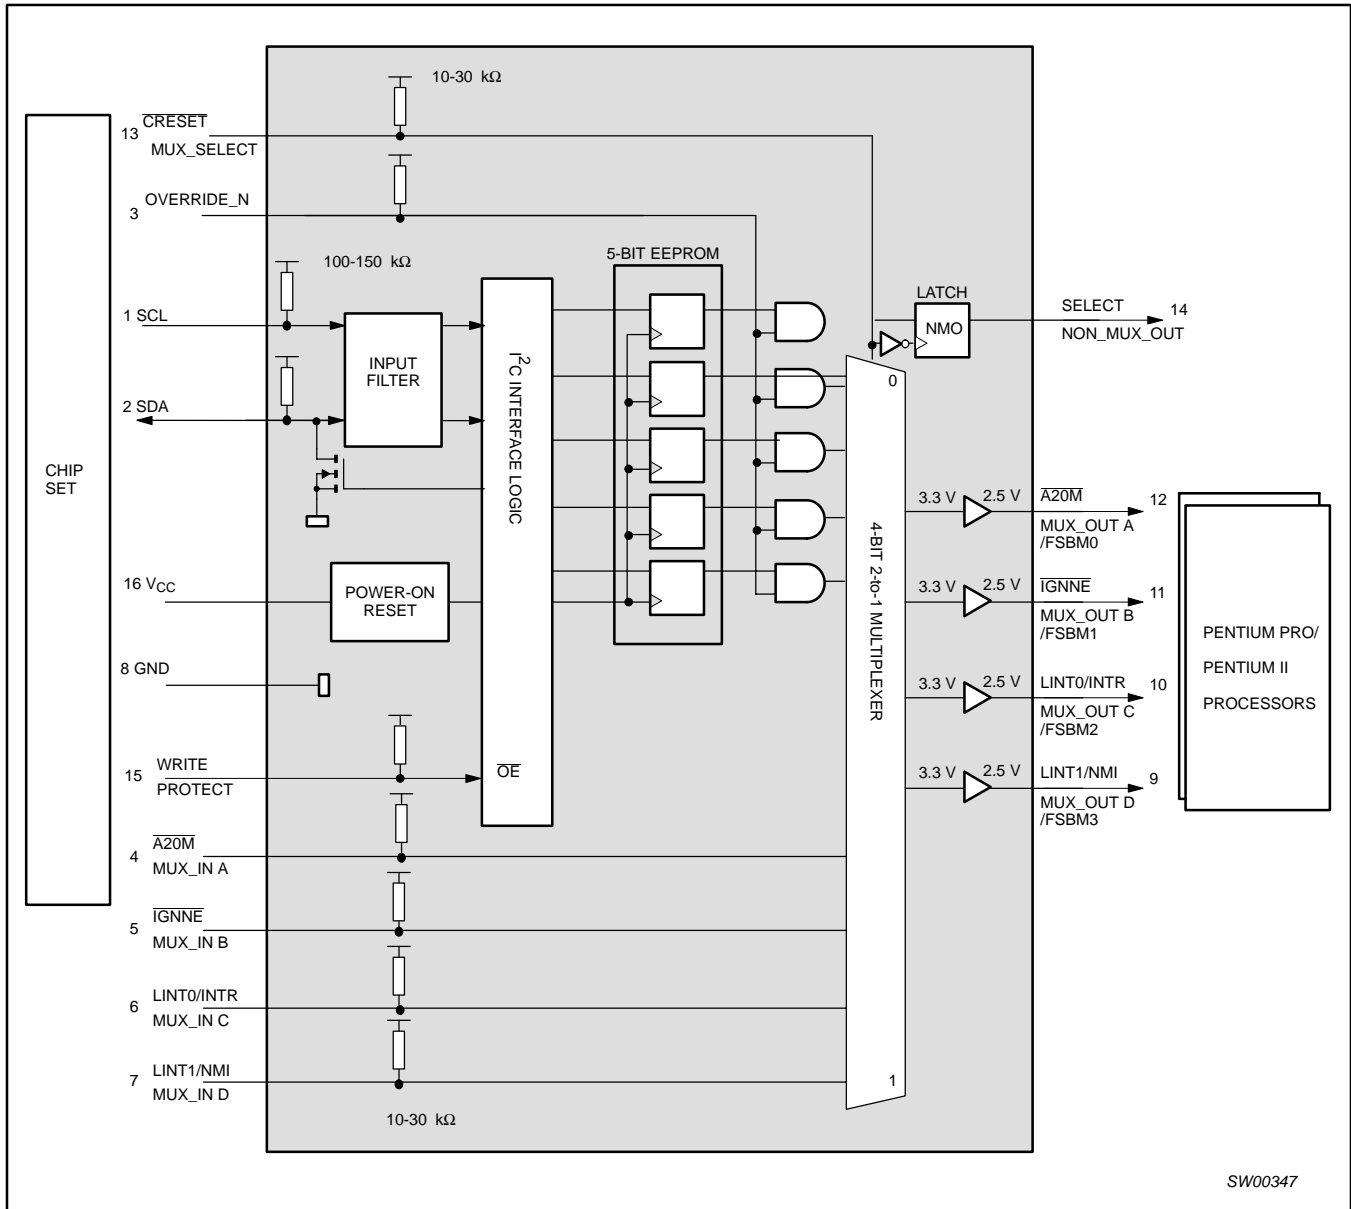 10-30 kΩ
13 CRESET
MUX_SELECT
3 OVERRIDE_N
100-150 kΩ
5-BIT EEPROM
LATCH
NMO
SELECT 14
NON_MUX_OUT
1 SCL
INPUT
FILTER
2 SDA
I2C INTERFACE LOGIC
0
CHIP
SET
4-BIT 2-to-1 MULTIPLEXER
3.3 V 2.5 V A20M 12
MUX_OUT A
/FSBM0
16 VCC
POWER-ON
RESET
3.3 V 2.5 V IGNNE 11
MUX_OUT B
/FSBM1
PENTIUM PRO/
PENTIUM II
PROCESSORS
8 GND
3.3 V 2.5 V LINT0/INTR 10
MUX_OUT C
/FSBM2
15 WRITE
PROTECT
OE
3.3 V 2.5 V LINT1/NMI 9
MUX_OUT D
/FSBM3
4 A20M
MUX_IN A
5 IGNNE
MUX_IN B
6 LINT0/INTR
MUX_IN C
7 LINT1/NMI
MUX_IN D
1
10-30 kΩ
SW00347